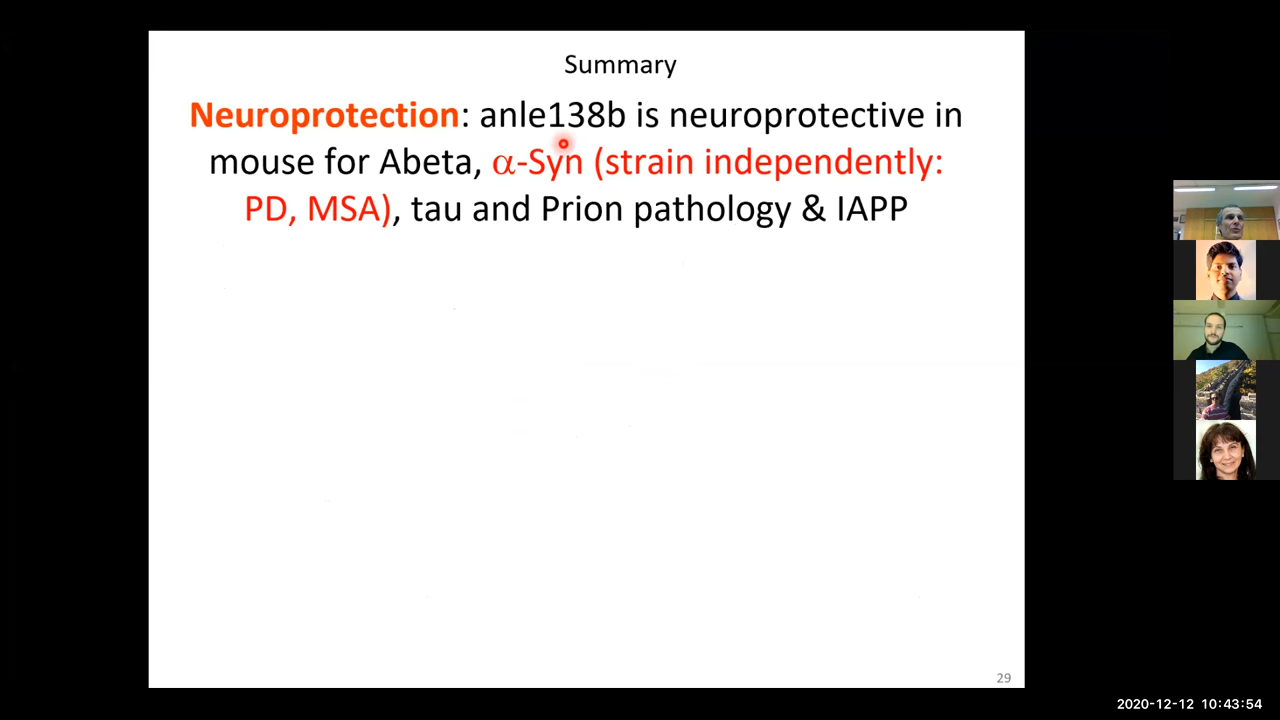 Summary
Neuroprotection: anle138b is neuroprotective in
mouse for Abeta, α-Syn (strain independently:
PD, MSA), tau and Prion pathology & IAPP
29
2020-12-12 10:43:54